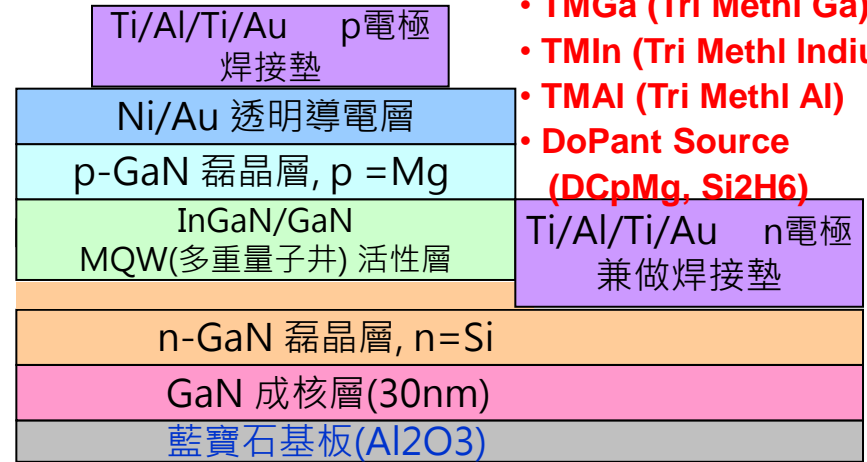 Ti/Al/Ti/Au p電極
焊接墊
Ni/Au 透明導電層
p-GaN 磊晶層, p =Mg
InGaN/GaN
MQW(多重量子井) 活性層
n-GaN 磊晶層, n=Si
GaN 成核層(30nm)
藍寶石基板(Al2O3)
• TMGa (Tri Methl Ga)
• TMIn (Tri Methl Indiu
• TMAl (Tri Methl Al)
• DoPant Source
(DCpMg, Si2H6)
Ti/Al/Ti/Au n電極
兼做焊接墊